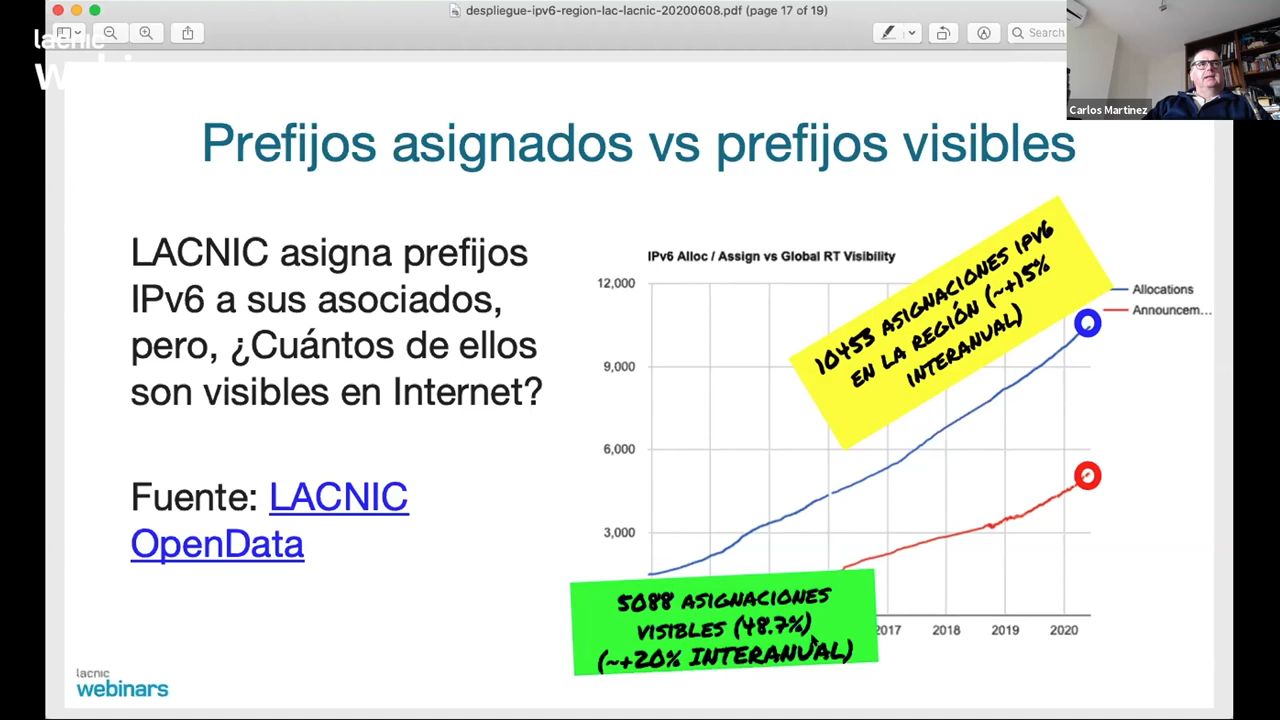 despliegue-ipv6-region-lac-lacnic-20200608.pdf (page 17 of 19)
Search
lacnic
Carlos Martinez
Prefijos asignados vs prefijos visibles
LACNIC asigna prefijos
IPv6 a sus asociados,
pero, ¿Cuántos de ellos
son visibles en Internet?
Fuente: LACNIC
OpenData
IPv6 Alloc / Assign vs Global RT Visibility
12,000
9,000
6,000
3,000
2017
2018
2019
2020
Allocations
Announcem...
10453 ASIGNACIONES IPV6
EN LA REGIÓN (~+15%
INTERANUAL)
5088 ASIGNACIONES
VISIBLES (48.7%)
(~+20% INTERANUAL)
lacnic
webinars